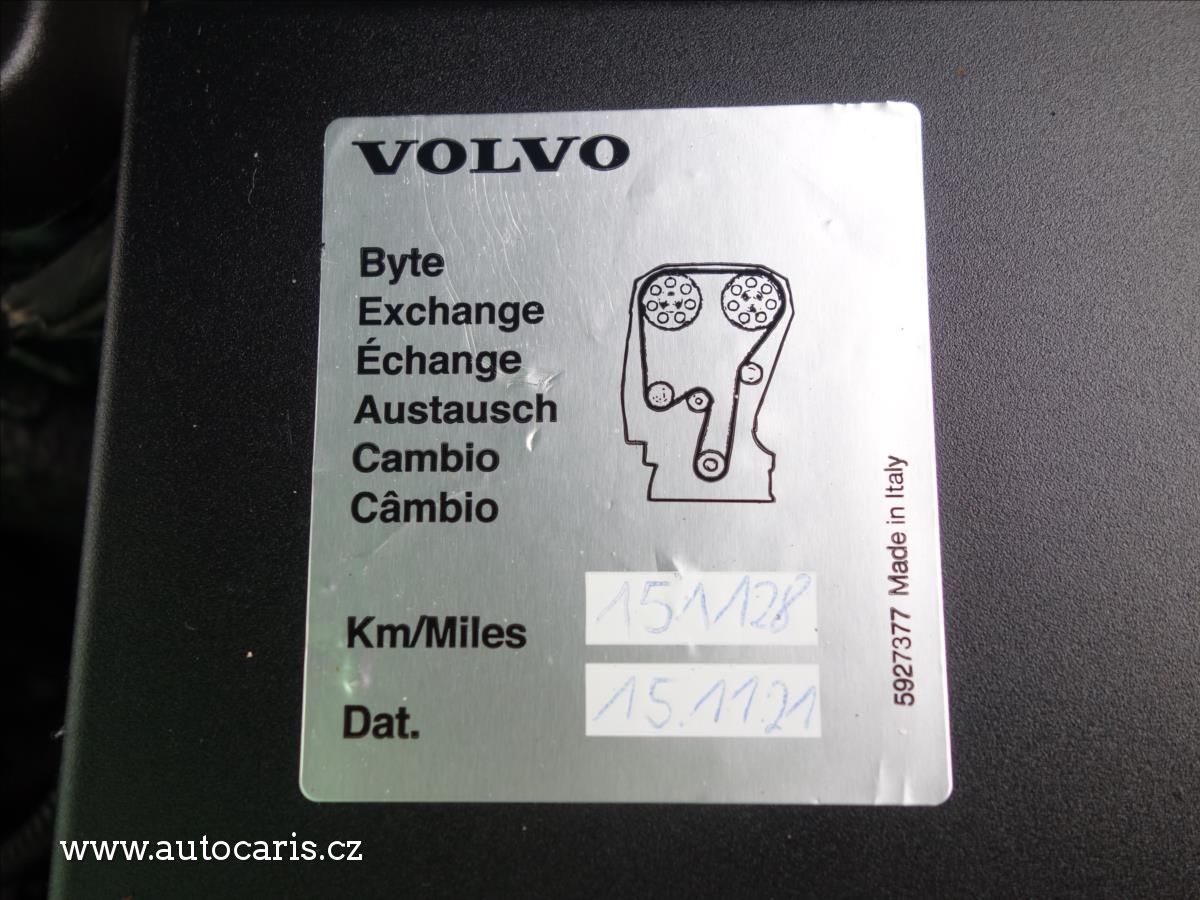 VOLVO
Byte
Exchange
Échange
Austausch
Cambio
Câmbio
Km/Miles 151128
Dat. 15.11.21
5927377 Made in Italy
www.autocaris.cz